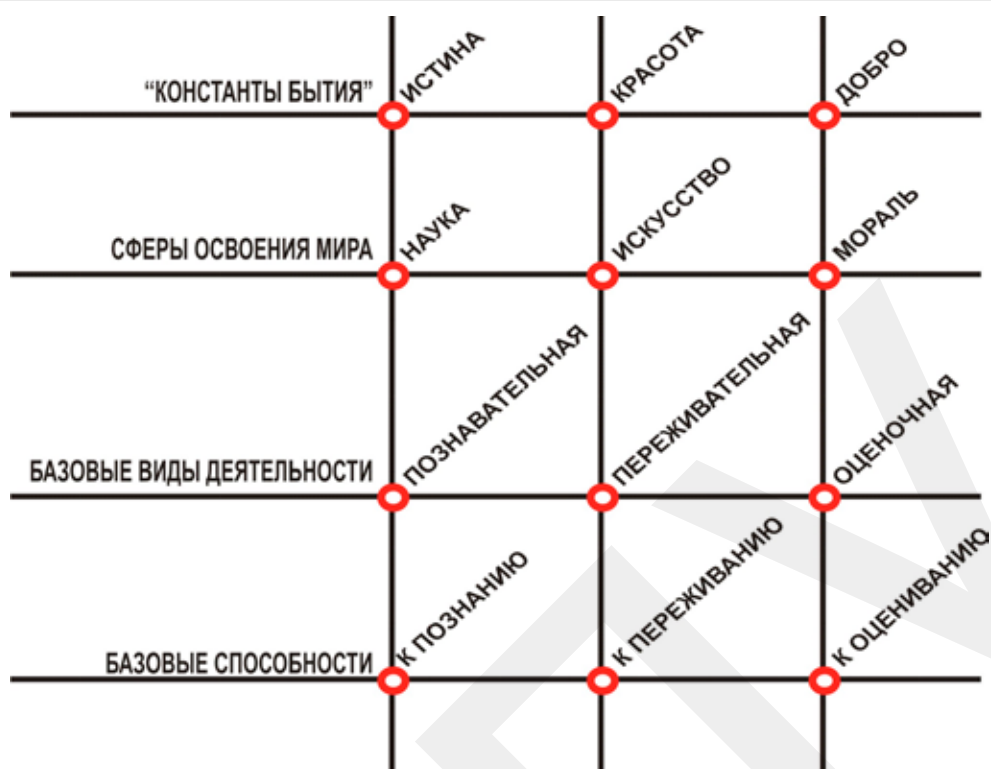 “КОНСТАНТЫ БЫТИЯ”
ИСТИНА
КРАСОТА
ДОБРО
СФЕРЫ ОСВОЕНИЯ МИРА
НАУКА
ИСКУССТВО
МОРАЛЬ
БАЗОВЫЕ ВИДЫ ДЕЯТЕЛЬНОСТИ
ПОЗНАВАТЕЛЬНАЯ
ПЕРЕЖИВАТЕЛЬНАЯ
ОЦЕНОЧНАЯ
БАЗОВЫЕ СПОСОБНОСТИ
К ПОЗНАНИЮ
К ПЕРЕЖИВАНИЮ
К ОЦЕНИВАНИЮ